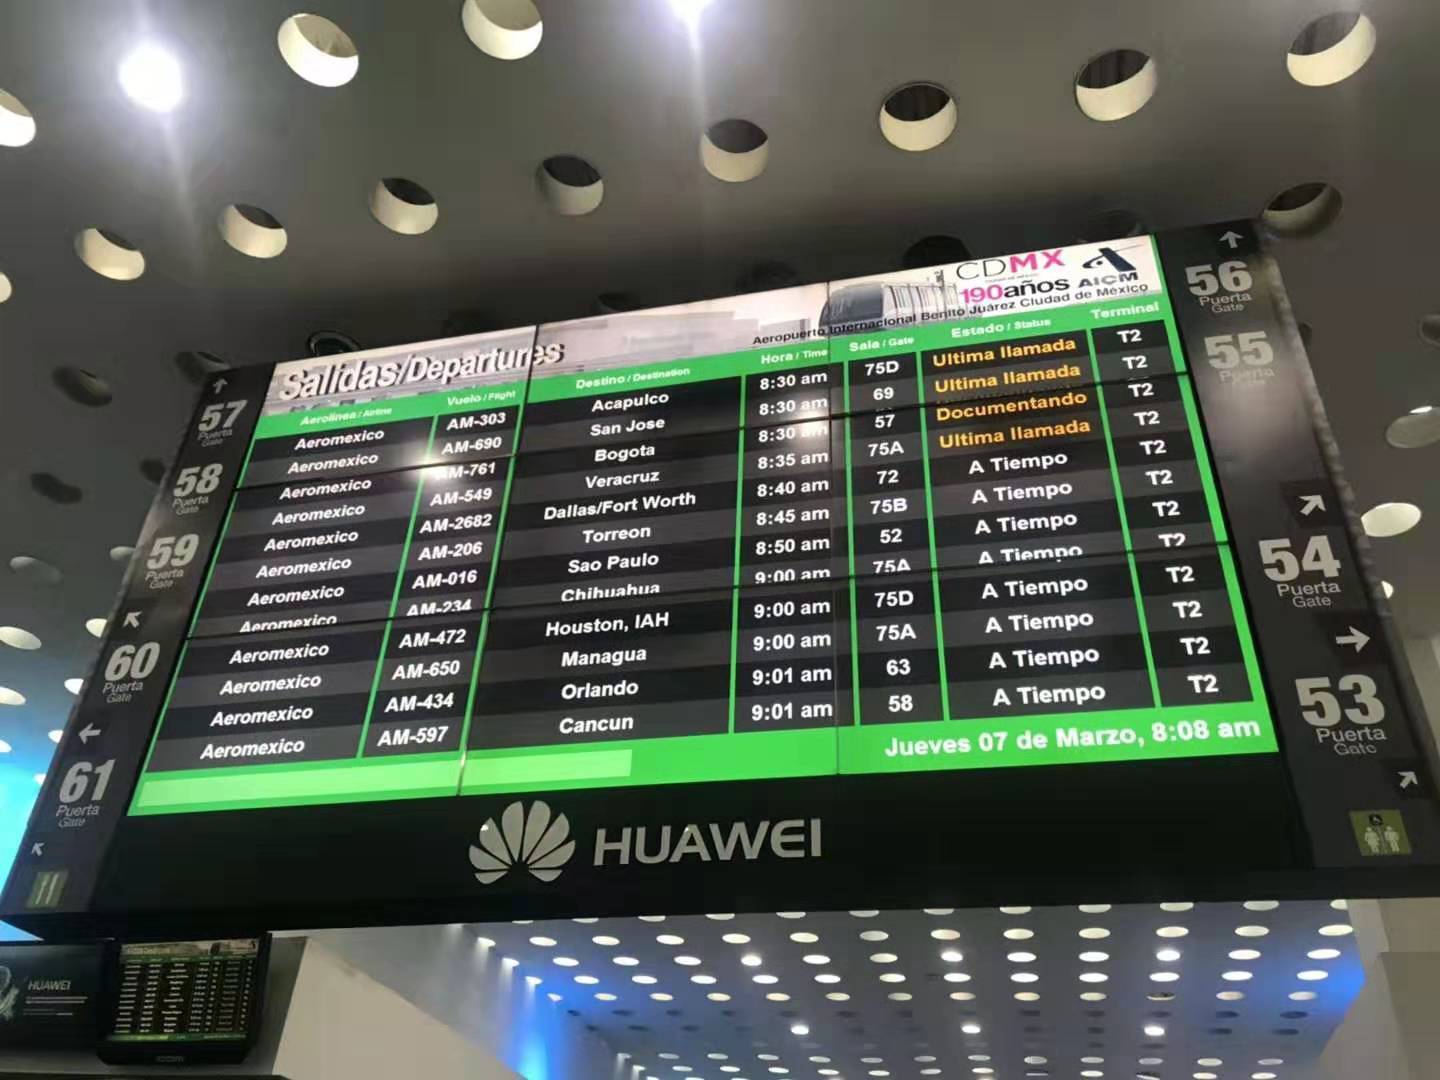 CDMX
190años AICM
Aeropuerto Internacional Benito Juárez Ciudad de México
Salidas/Departures
Aerolínea / Airline Vuelo / Flight Destino / Destination Hora / Time Sala / Gate Estado / Status Terminal
Aeromexico AM-303 Acapulco 8:30 am 75D Ultima llamada T2
Aeromexico AM-690 San Jose 8:30 am 69 Ultima llamada T2
Aeromexico AM-761 Bogota 8:30 am 57 Documentando T2
Aeromexico AM-549 Veracruz 8:35 am 75A Ultima llamada T2
Aeromexico AM-2682 Dallas/Fort Worth 8:40 am 72 A Tiempo T2
Aeromexico AM-206 Torreon 8:45 am 75B A Tiempo T2
Aeromexico AM-016 Sao Paulo 8:50 am 52 A Tiempo T2
Aeromexico AM-234 Chihuahua 9:00 am 75A A Tiempo T2
Aeromexico AM-472 Houston, IAH 9:00 am 75D A Tiempo T2
Aeromexico AM-650 Managua 9:00 am 75A A Tiempo T2
Aeromexico AM-434 Orlando 9:01 am 63 A Tiempo T2
Aeromexico AM-597 Cancun 9:01 am 58 A Tiempo T2
Jueves 07 de Marzo, 8:08 am
57
Puerta
Gate
58
Puerta
Gate
59
Puerta
Gate
60
Puerta
Gate
61
Puerta
Gate
56
Puerta
Gate
55
Puerta
Gate
54
Puerta
Gate
53
Puerta
Gate
HUAWEI
HUAWEI